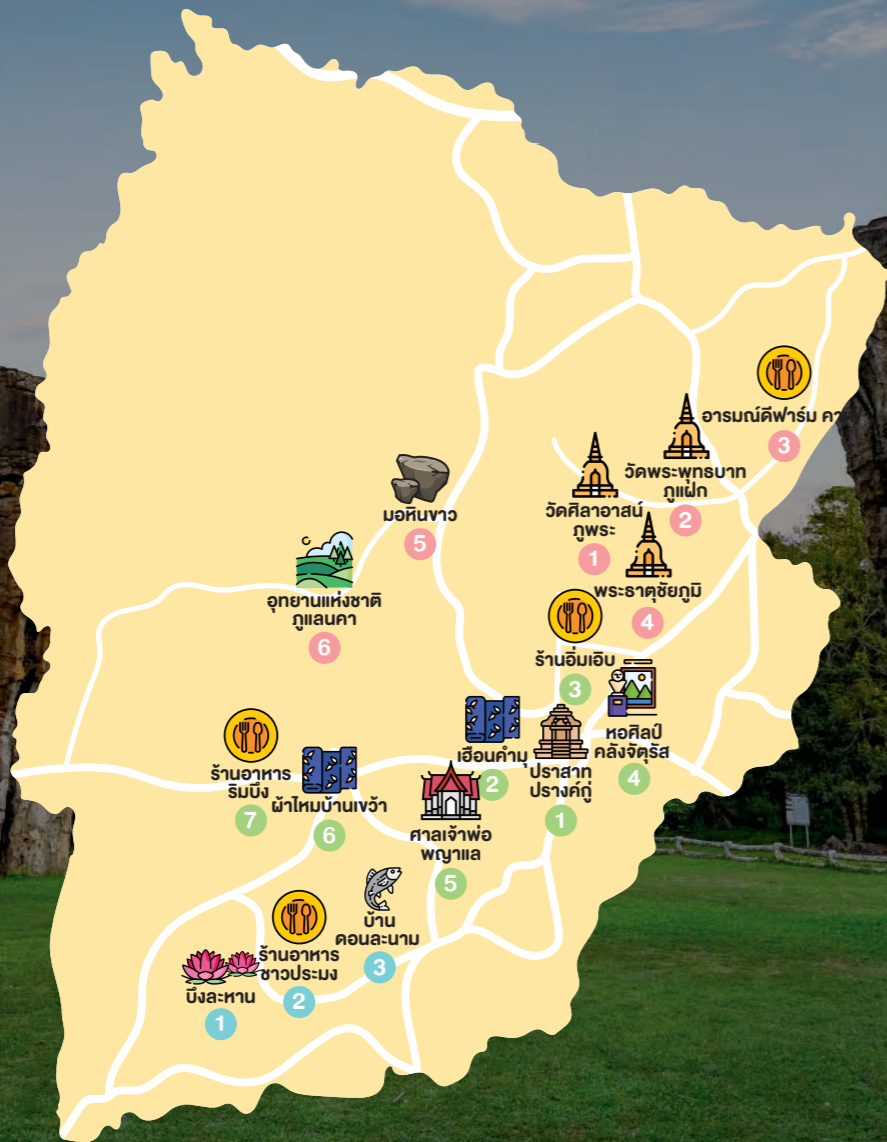 อารมณ์ดีฟาร์ม คา
3
วัดพระพุทธบาท
ภูแฝก
2
วัดศิลาอาสน์
ภูพระ
1
มอหินขาว
5
พระธาตุชัยภูมิ
4
อุทยานแห่งชาติ
ภูแลนคา
6
ร้านอิ่มเอิบ
3
หอศิลป์
คลังจัตุรัส
4
เฮือนคำมุ
2
ปราสาท
ปรางค์กู่
1
ร้านอาหาร
ริมบึง
7
ผ้าไหมบ้านเขว้า
6
ศาลเจ้าพ่อ
พญาแล
5
บ้าน
ดอนละนาม
3
ร้านอาหาร
ชาวประมง
2
บึงละหาน
1